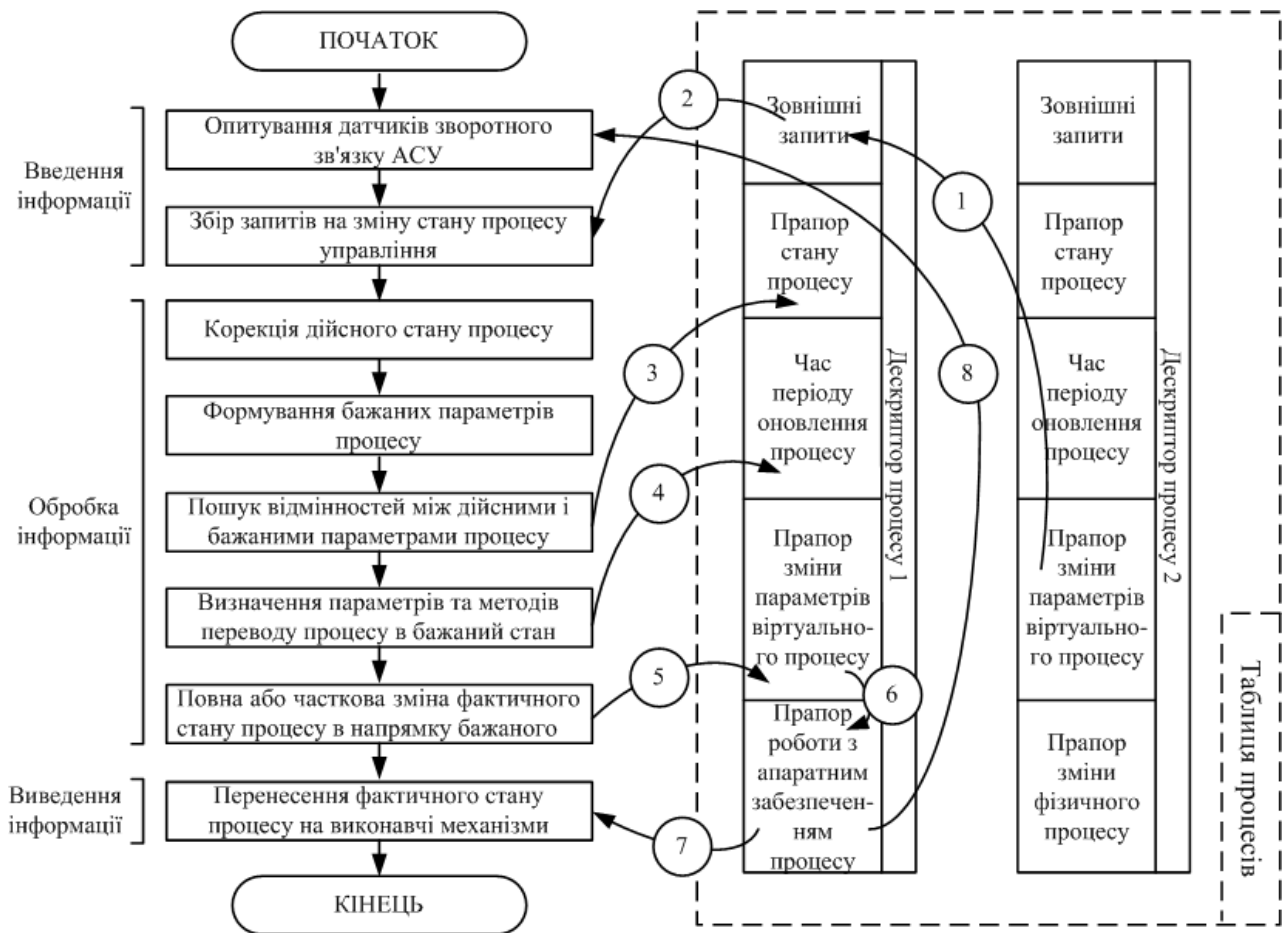 ПОЧАТОК
Введення
інформації
Опитування датчиків зворотного
зв'язку АСУ
Збір запитів на зміну стану процесу
управління
Обробка
інформації
Корекція дійсного стану процесу
Формування бажаних параметрів
процесу
Пошук відмінностей між дійсними і
бажаними параметрами процесу
Визначення параметрів та методів
переводу процесу в бажаний стан
Повна або часткова зміна фактичного
стану процесу в напрямку бажаного
Виведення
інформації
Перенесення фактичного стану
процесу на виконавчі механізми
КІНЕЦЬ
2
3
4
5
7
Зовнішні
запити
Прапор
стану
процесу
Час
періоду
оновлення
процесу
Прапор
зміни
параметрів
віртуально-
го процесу
Прапор
роботи з
апаратним
забезпечен-
ням
процесу
Дескриптор процесу 1
1
8
6
Зовнішні
запити
Прапор
стану
процесу
Час
періоду
оновлення
процесу
Прапор
зміни
параметрів
віртуально-
го процесу
Прапор
зміни
фізичного
процесу
Дескриптор процесу 2
Таблиця процесів